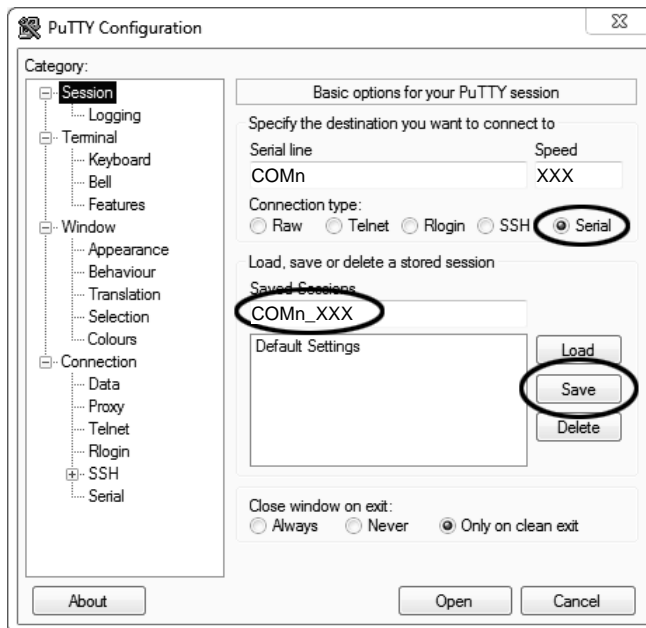 PuTTY Configuration
Category:
Session
Logging
Terminal
Keyboard
Bell
Features
Window
Appearance
Behaviour
Translation
Selection
Colours
Connection
Data
Proxy
Telnet
Rlogin
SSH
Serial
Basic options for your PuTTY session
Specify the destination you want to connect to
Serial line Speed
COMn XXX
Connection type:
Raw Telnet Rlogin SSH Serial
Load, save or delete a stored session
Saved Sessions
COMn_XXX
Default Settings
Load
Save
Delete
Close window on exit:
Always Never Only on clean exit
About Open Cancel